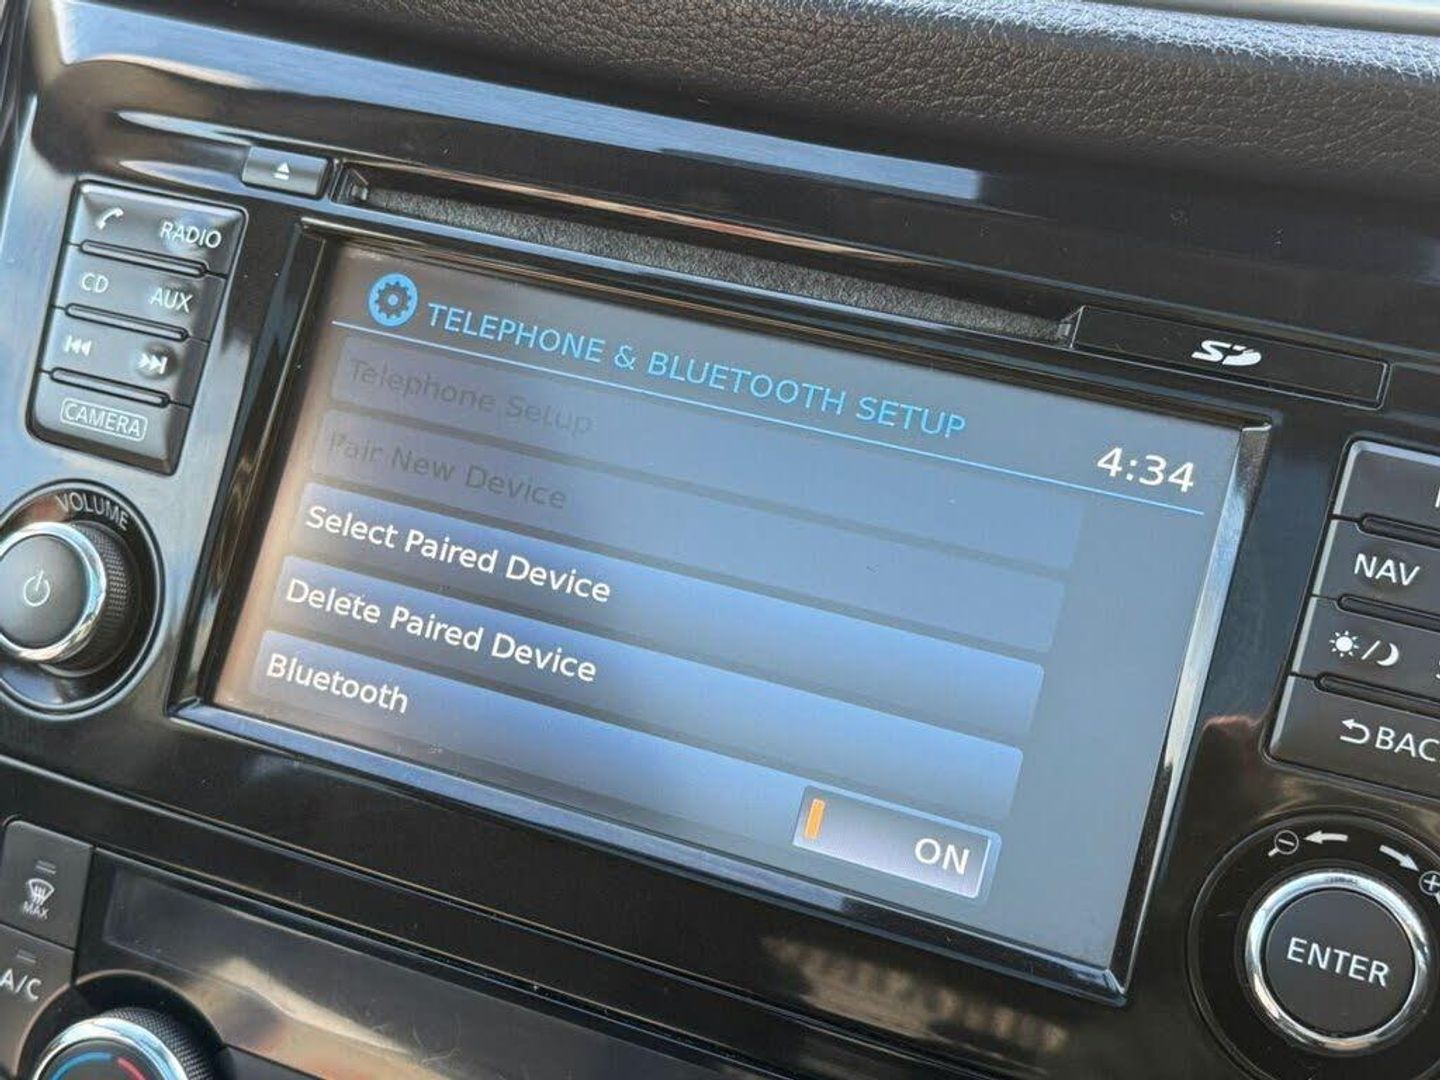 RADIO
CD
AUX
CAMERA
VOLUME
MAX
A/C
TELEPHONE & BLUETOOTH SETUP
4:34
Telephone Setup
Pair New Device
Select Paired Device
Delete Paired Device
Bluetooth
ON
SD
NAV
BAC
ENTER